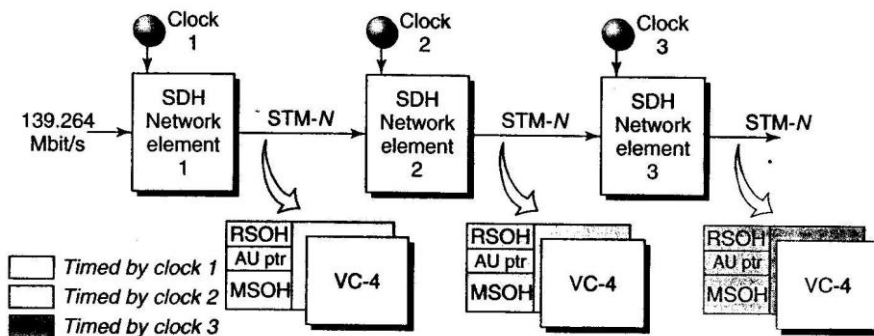 Clock
1
Clock
2
Clock
3
139.264
Mbit/s
SDH
Network
element
1
STM-N
SDH
Network
element
2
STM-N
SDH
Network
element
3
STM-N
RSOH
AU ptr
MSOH
VC-4
RSOH
AU ptr
MSOH
VC-4
RSOH
AU ptr
MSOH
VC-4
Timed by clock 1
Timed by clock 2
Timed by clock 3